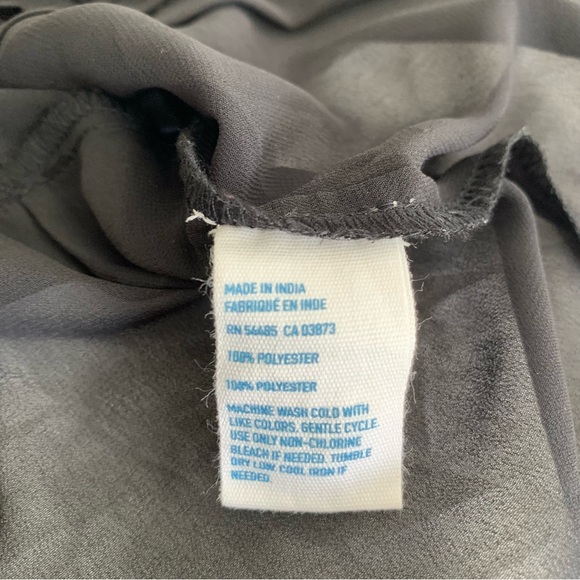 MADE IN INDIA
FABRIQUÉ EN INDE
RN 54485 CA 03873
100% POLYESTER
100% POLYESTER
MACHINE WASH COLD WITH
LIKE COLORS, GENTLE CYCLE.
USE ONLY NON-CHLORING
BLEACH IF NEEDED. TUMBLE
DRY LOW. COOL IRON IF
NEEDED.